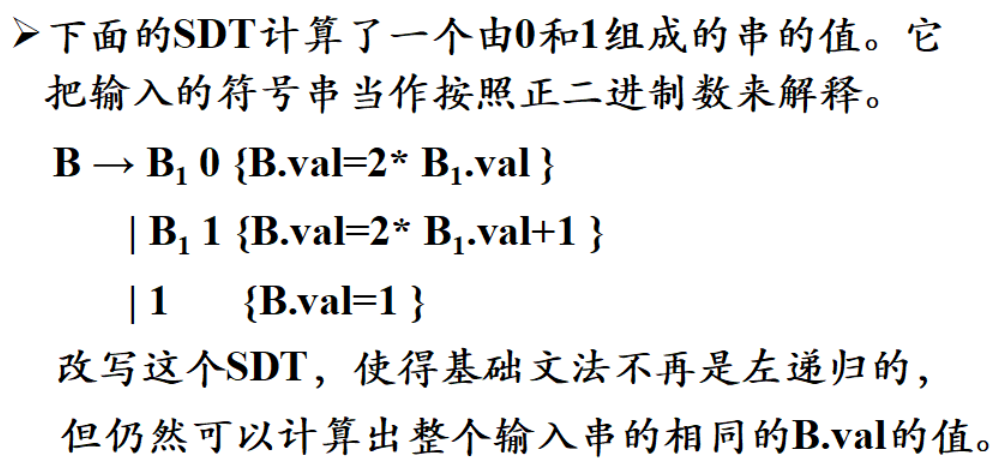 ➢下面的SDT计算了一个由0和1组成的串的值。它
把输入的符号串当作按照正二进制数来解释。
B → B₁ 0 {B.val=2* B₁.val }
| B₁ 1 {B.val=2* B₁.val+1 }
| 1 {B.val=1 }
改写这个SDT，使得基础文法不再是左递归的，
但仍然可以计算出整个输入串的相同的B.val的值。